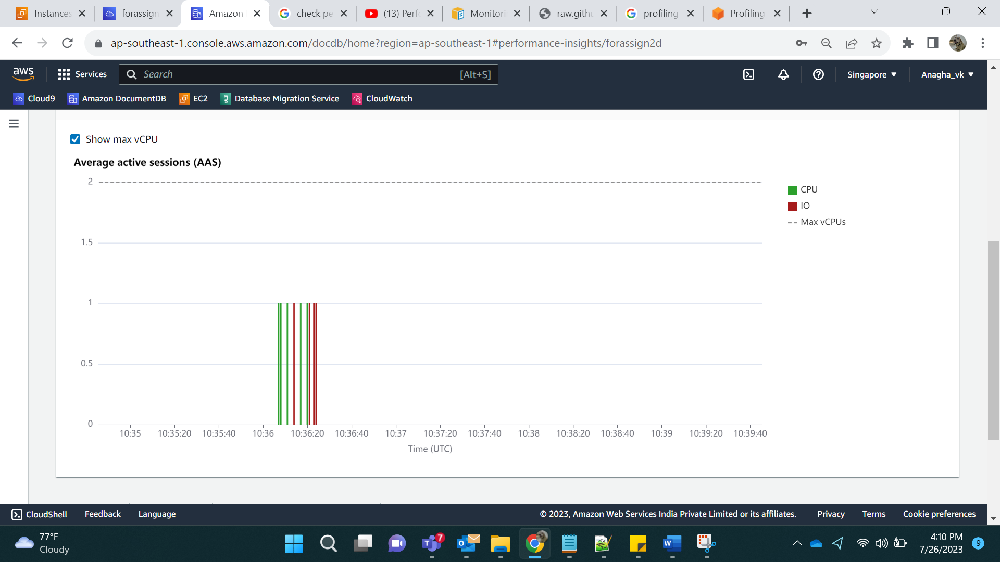 Instances
forassign
Amazon
check pe
(13) Perfo
Monitori
raw.githu
profiling
Profiling
ap-southeast-1.console.aws.amazon.com/docdb/home?region=ap-southeast-1#performance-insights/forassign2d
aws
Services
Search
[Alt+S]
Singapore
Anagha_vk
Cloud9
Amazon DocumentDB
EC2
Database Migration Service
CloudWatch
Show max vCPU
Average active sessions (AAS)
2
1.5
1
0.5
0
CPU
IO
Max vCPUs
10:35 10:35:20 10:35:40 10:36 10:36:20 10:36:40 10:37 10:37:20 10:37:40 10:38 10:38:20 10:38:40 10:39 10:39:20 10:39:40
Time (UTC)
CloudShell
Feedback
Language
© 2023, Amazon Web Services India Private Limited or its affiliates.
Privacy
Terms
Cookie preferences
77°F
Cloudy
7
4:10 PM
7/26/2023
9